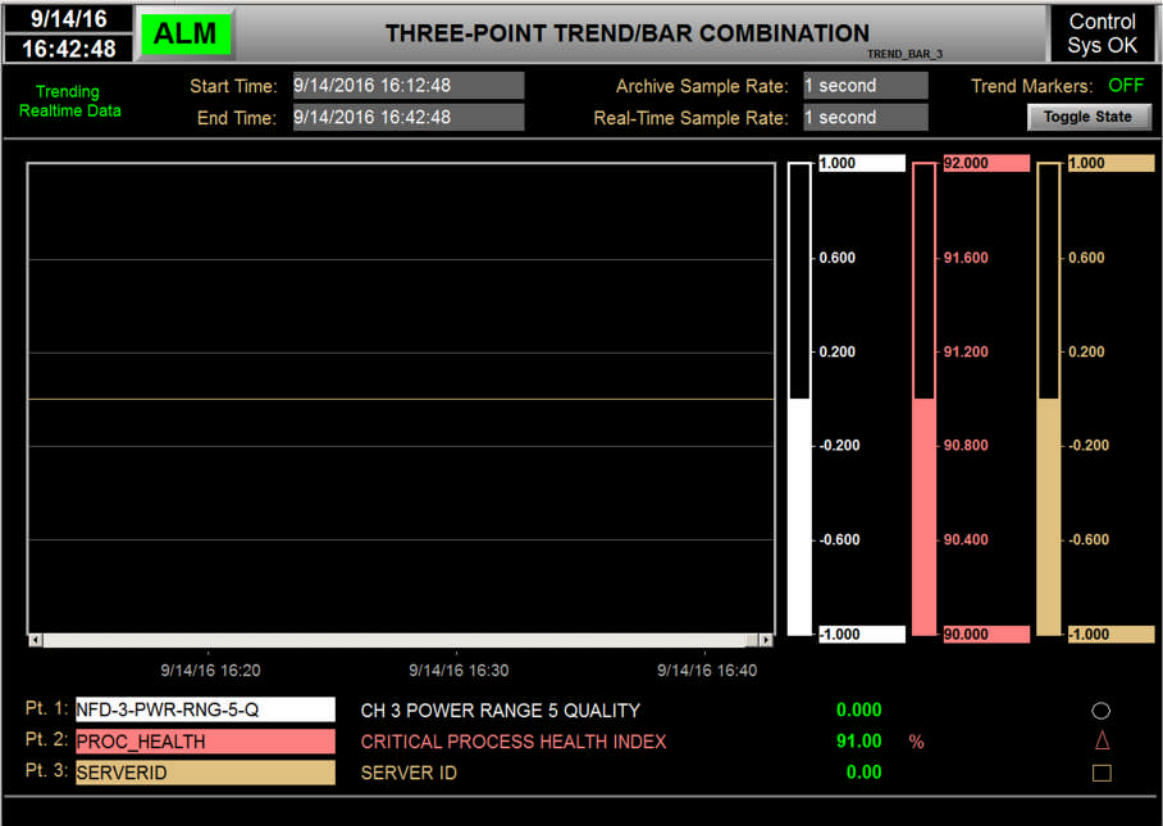 9/14/16
16:42:48
ALM
THREE-POINT TREND/BAR COMBINATION
TREND_BAR_3
Control
Sys OK
Trending
Realtime Data
Start Time: 9/14/2016 16:12:48
End Time: 9/14/2016 16:42:48
Archive Sample Rate: 1 second
Real-Time Sample Rate: 1 second
Trend Markers: OFF
Toggle State
1.000 92.000 1.000
0.600 91.600 0.600
0.200 91.200 0.200
-0.200 90.800 -0.200
-0.600 90.400 -0.600
-1.000 90.000 -1.000
9/14/16 16:20 9/14/16 16:30 9/14/16 16:40
Pt. 1: NFD-3-PWR-RNG-5-Q CH 3 POWER RANGE 5 QUALITY 0.000
Pt. 2: PROC_HEALTH CRITICAL PROCESS HEALTH INDEX 91.00 %
Pt. 3: SERVERID SERVER ID 0.00